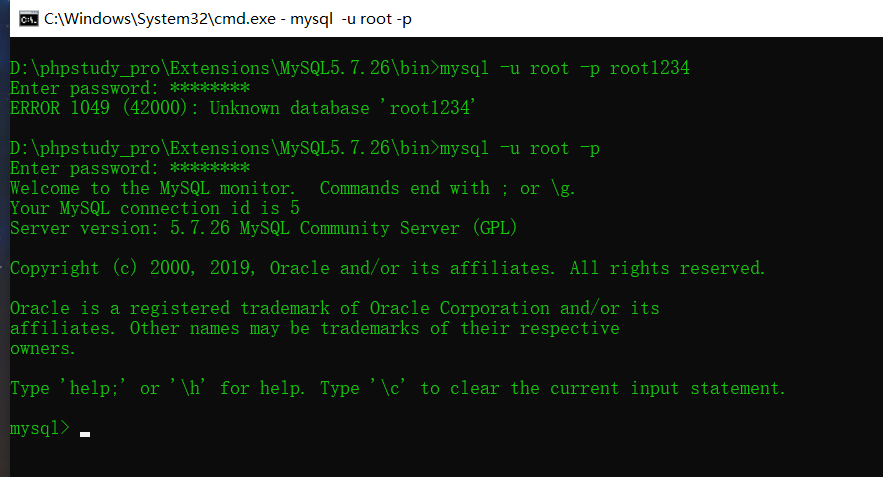 C:\Windows\System32\cmd.exe - mysql  -u root -p
D:\phpstudy_pro\Extensions\MySQL5.7.26\bin>mysql -u root -p root1234
Enter password: ********
ERROR 1049 (42000): Unknown database 'root1234'
D:\phpstudy_pro\Extensions\MySQL5.7.26\bin>mysql -u root -p
Enter password: ********
Welcome to the MySQL monitor.  Commands end with ; or \g.
Your MySQL connection id is 5
Server version: 5.7.26 MySQL Community Server (GPL)
Copyright (c) 2000, 2019, Oracle and/or its affiliates. All rights reserved.
Oracle is a registered trademark of Oracle Corporation and/or its
affiliates. Other names may be trademarks of their respective
owners.
Type 'help;' or '\h' for help. Type '\c' to clear the current input statement.
mysql>